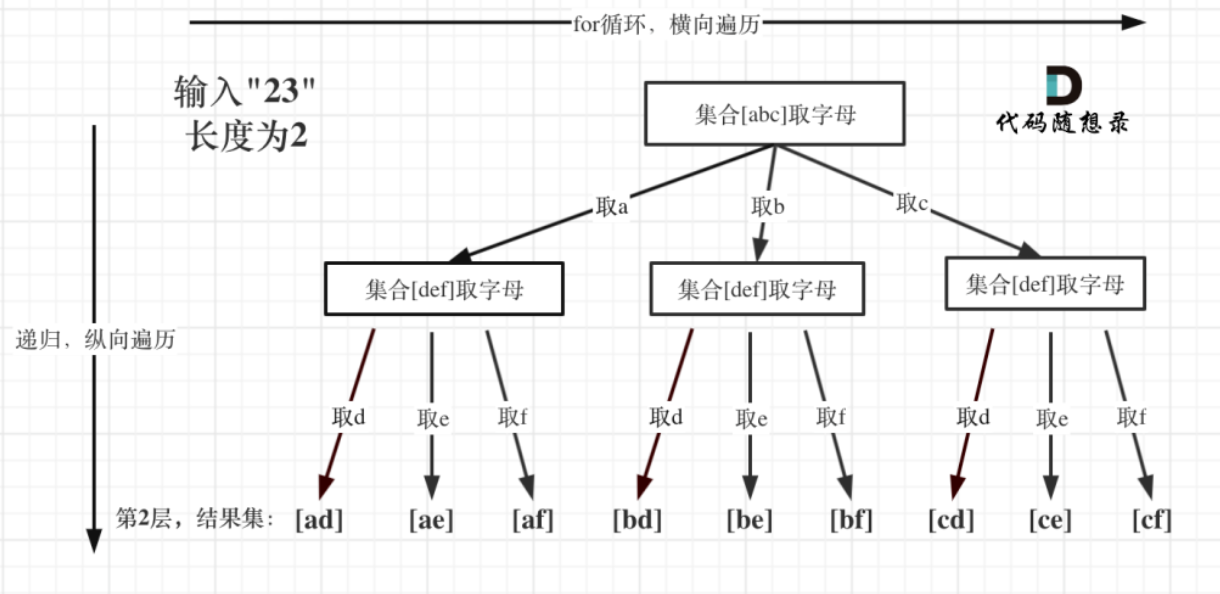 for循环，横向遍历
输入"23"
长度为2
集合[abc]取字母
代码随想录
取a
取b
取c
集合[def]取字母
集合[def]取字母
集合[def]取字母
递归，纵向遍历
取d
取e
取f
取d
取e
取f
取d
取e
取f
第2层，结果集：
[ad]
[ae]
[af]
[bd]
[be]
[bf]
[cd]
[ce]
[cf]